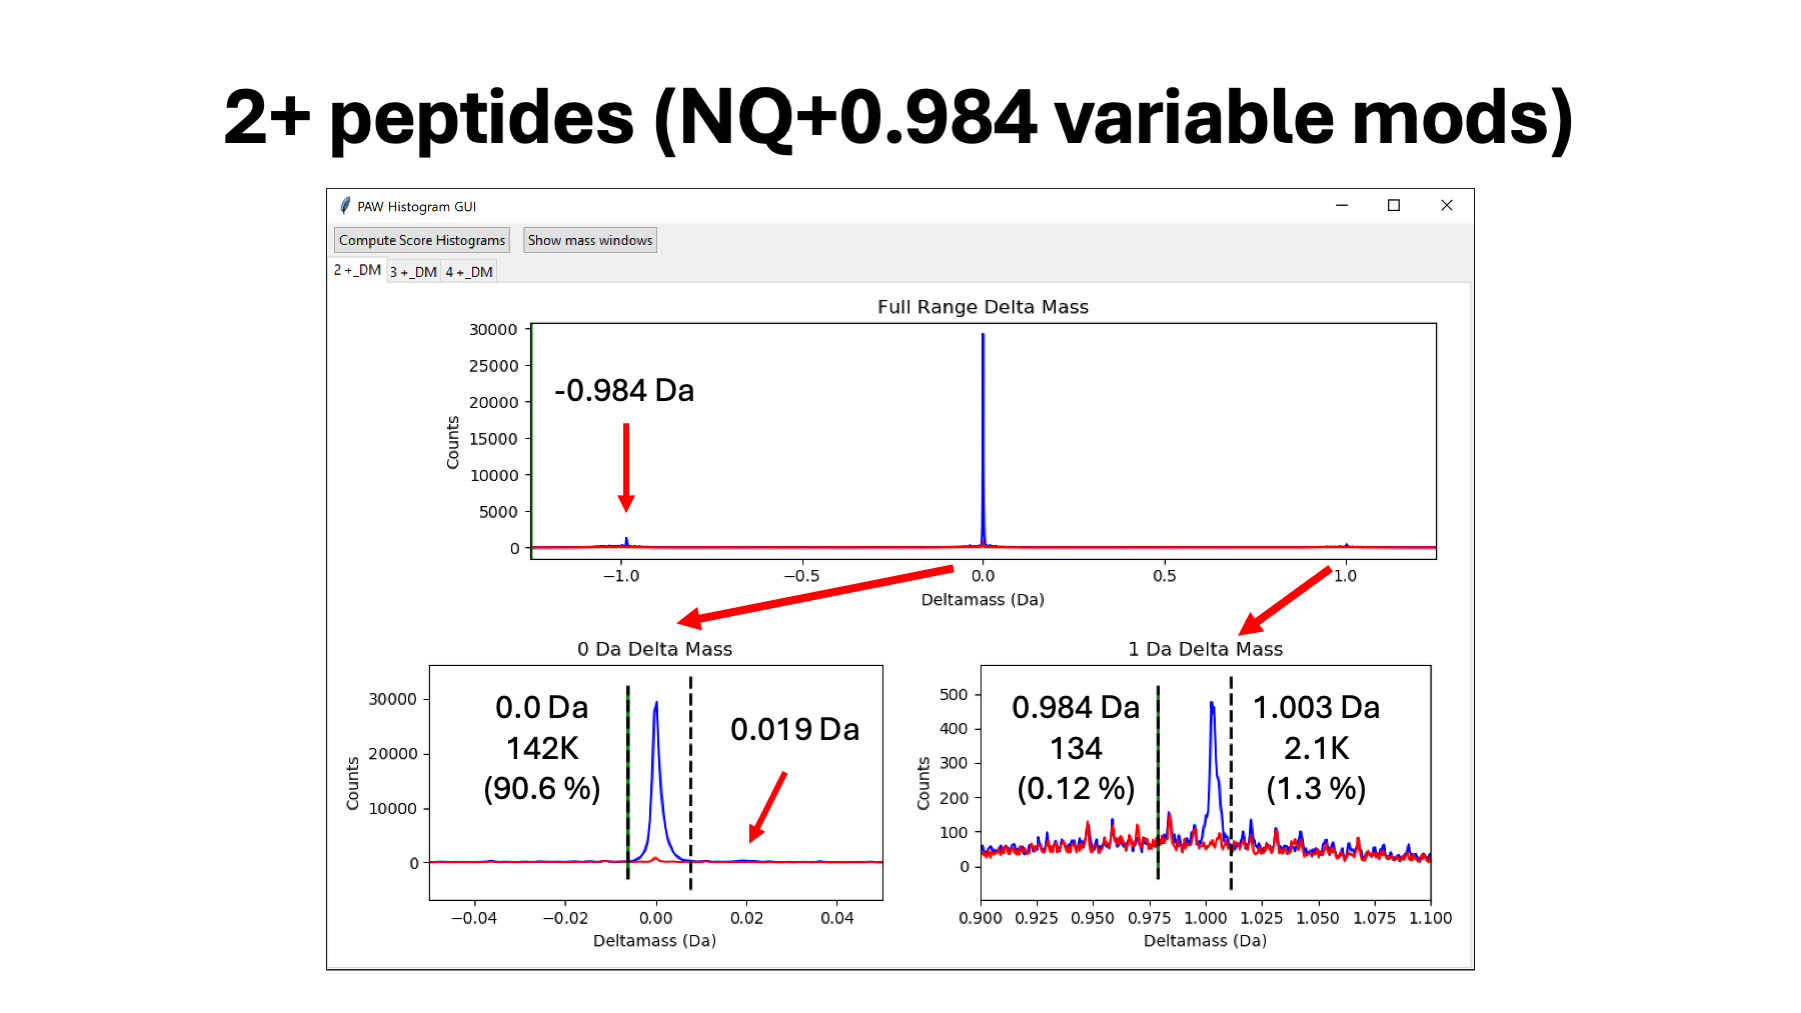 2+ peptides (NQ+0.984 variable mods)
PAW Histogram GUI
Compute Score Histograms
Show mass windows
2 +_DM
3 +_DM
4 +_DM
Full Range Delta Mass
30000
25000
20000
15000
10000
5000
0
Counts
-0.984 Da
−1.0
−0.5
0.0
0.5
1.0
Deltamass (Da)
0 Da Delta Mass
30000
20000
10000
0
Counts
0.0 Da
142K
(90.6 %)
0.019 Da
−0.04
−0.02
0.00
0.02
0.04
Deltamass (Da)
1 Da Delta Mass
500
400
300
200
100
0
Counts
0.984 Da
134
(0.12 %)
1.003 Da
2.1K
(1.3 %)
0.900
0.925
0.950
0.975
1.000
1.025
1.050
1.075
1.100
Deltamass (Da)